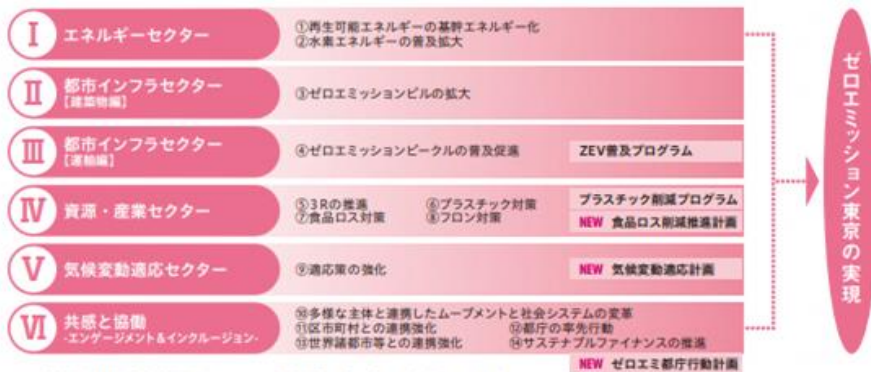 I エネルギーセクター
①再生可能エネルギーの基幹エネルギー化
②水素エネルギーの普及拡大
II 都市インフラセクター
[建築物編]
③ゼロエミッションビルの拡大
III 都市インフラセクター
[運輸編]
④ゼロエミッションビークルの普及促進
ZEV普及プログラム
IV 資源・産業セクター
⑤3Rの推進 ⑥プラスチック対策
⑦食品ロス対策 ⑧フロン対策
プラスチック削減プログラム
NEW 食品ロス削減推進計画
V 気候変動適応セクター
⑨適応策の強化
NEW 気候変動適応計画
VI 共感と協働
-エンゲージメント&インクルージョン-
⑩多様な主体と連携したムーブメントと社会システムの変革
⑪区市町村との連携強化 ⑫都庁の率先行動
⑬世界諸都市等との連携強化 ⑭サステナブルファイナンスの推進
NEW ゼロエミ都庁行動計画
ゼロエミッション東京の実現